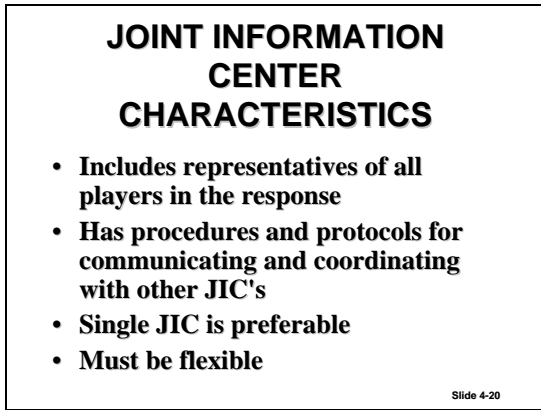 JOINT INFORMATION
CENTER
CHARACTERISTICS
• Includes representatives of all
players in the response
• Has procedures and protocols for
communicating and coordinating
with other JIC's
• Single JIC is preferable
• Must be flexible
Slide 4-20